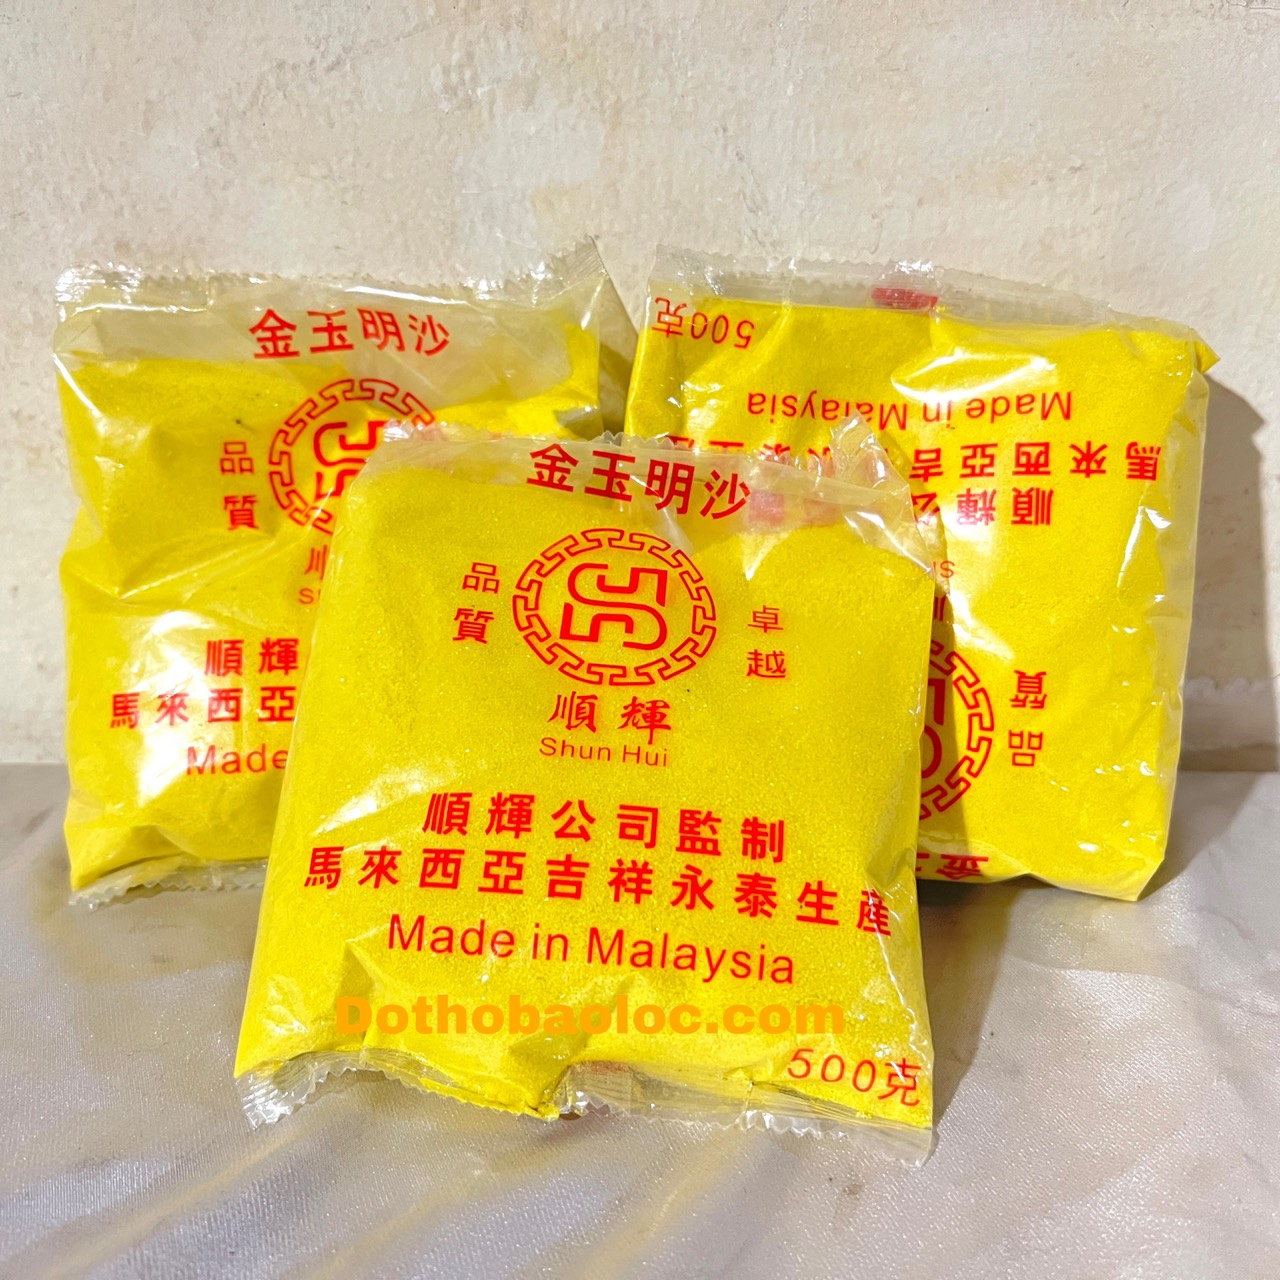 金玉明沙
品質
順
順輝
馬來西亞
Made
500克
Made in Malaysia
馬來西亞吉
順輝公
品質
金玉明沙
品質
卓越
順輝
Shun Hui
順輝公司監制
馬來西亞吉祥永泰生產
Made in Malaysia
Dothobaoloc.com
500克